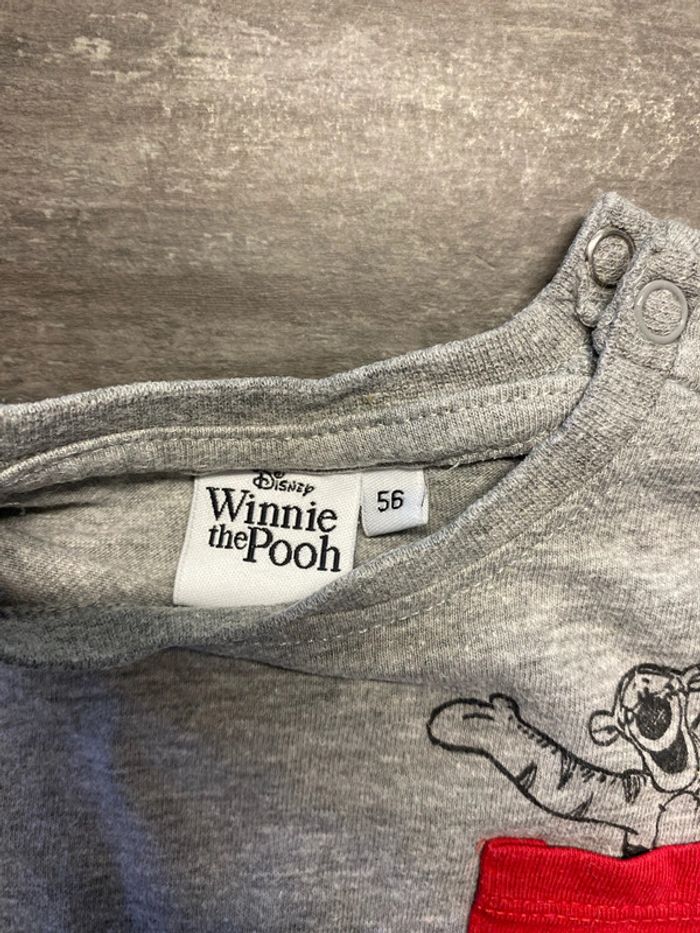 Disney
Winnie
the Pooh
56